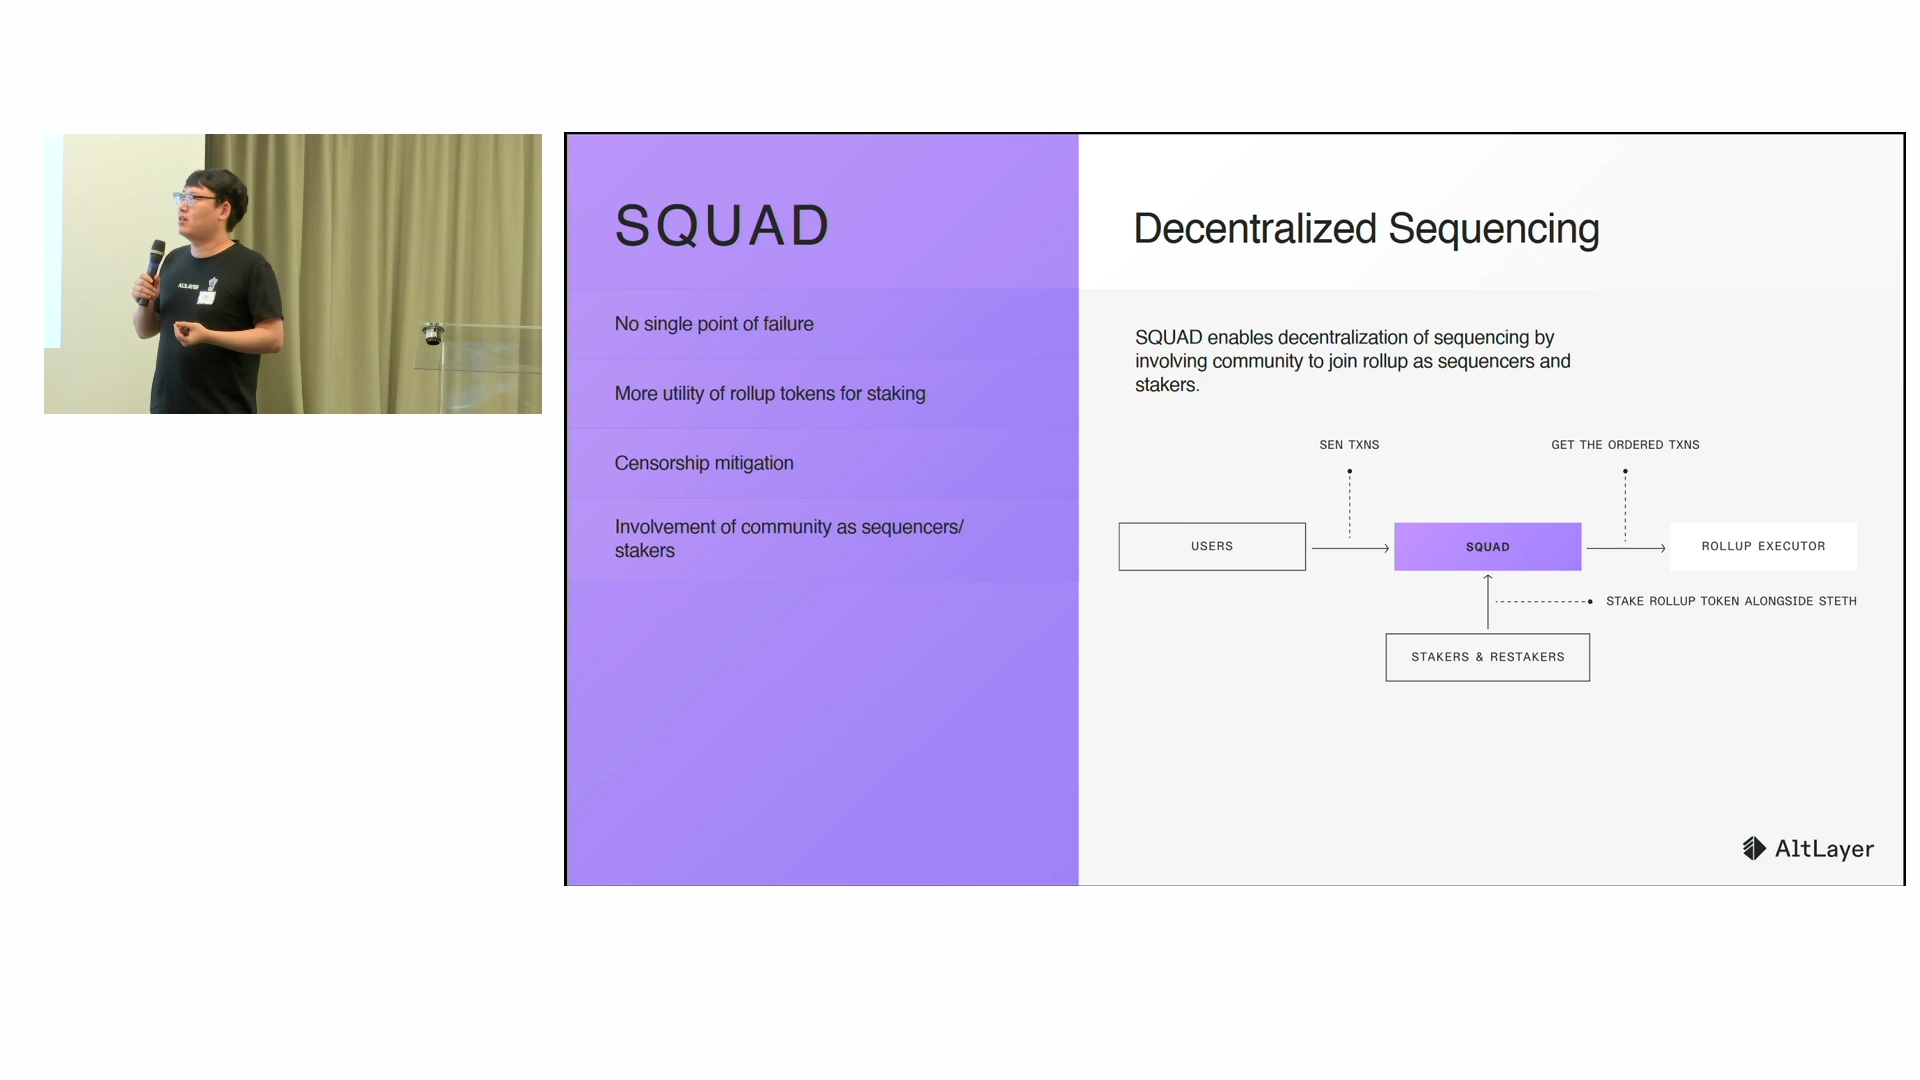 ALTLAYER
SQUAD
No single point of failure
More utility of rollup tokens for staking
Censorship mitigation
Involvement of community as sequencers/
stakers
Decentralized Sequencing
SQUAD enables decentralization of sequencing by
involving community to join rollup as sequencers and
stakers.
SEN TXNS
GET THE ORDERED TXNS
USERS
SQUAD
ROLLUP EXECUTOR
STAKE ROLLUP TOKEN ALONGSIDE STETH
STAKERS & RESTAKERS
AltLayer